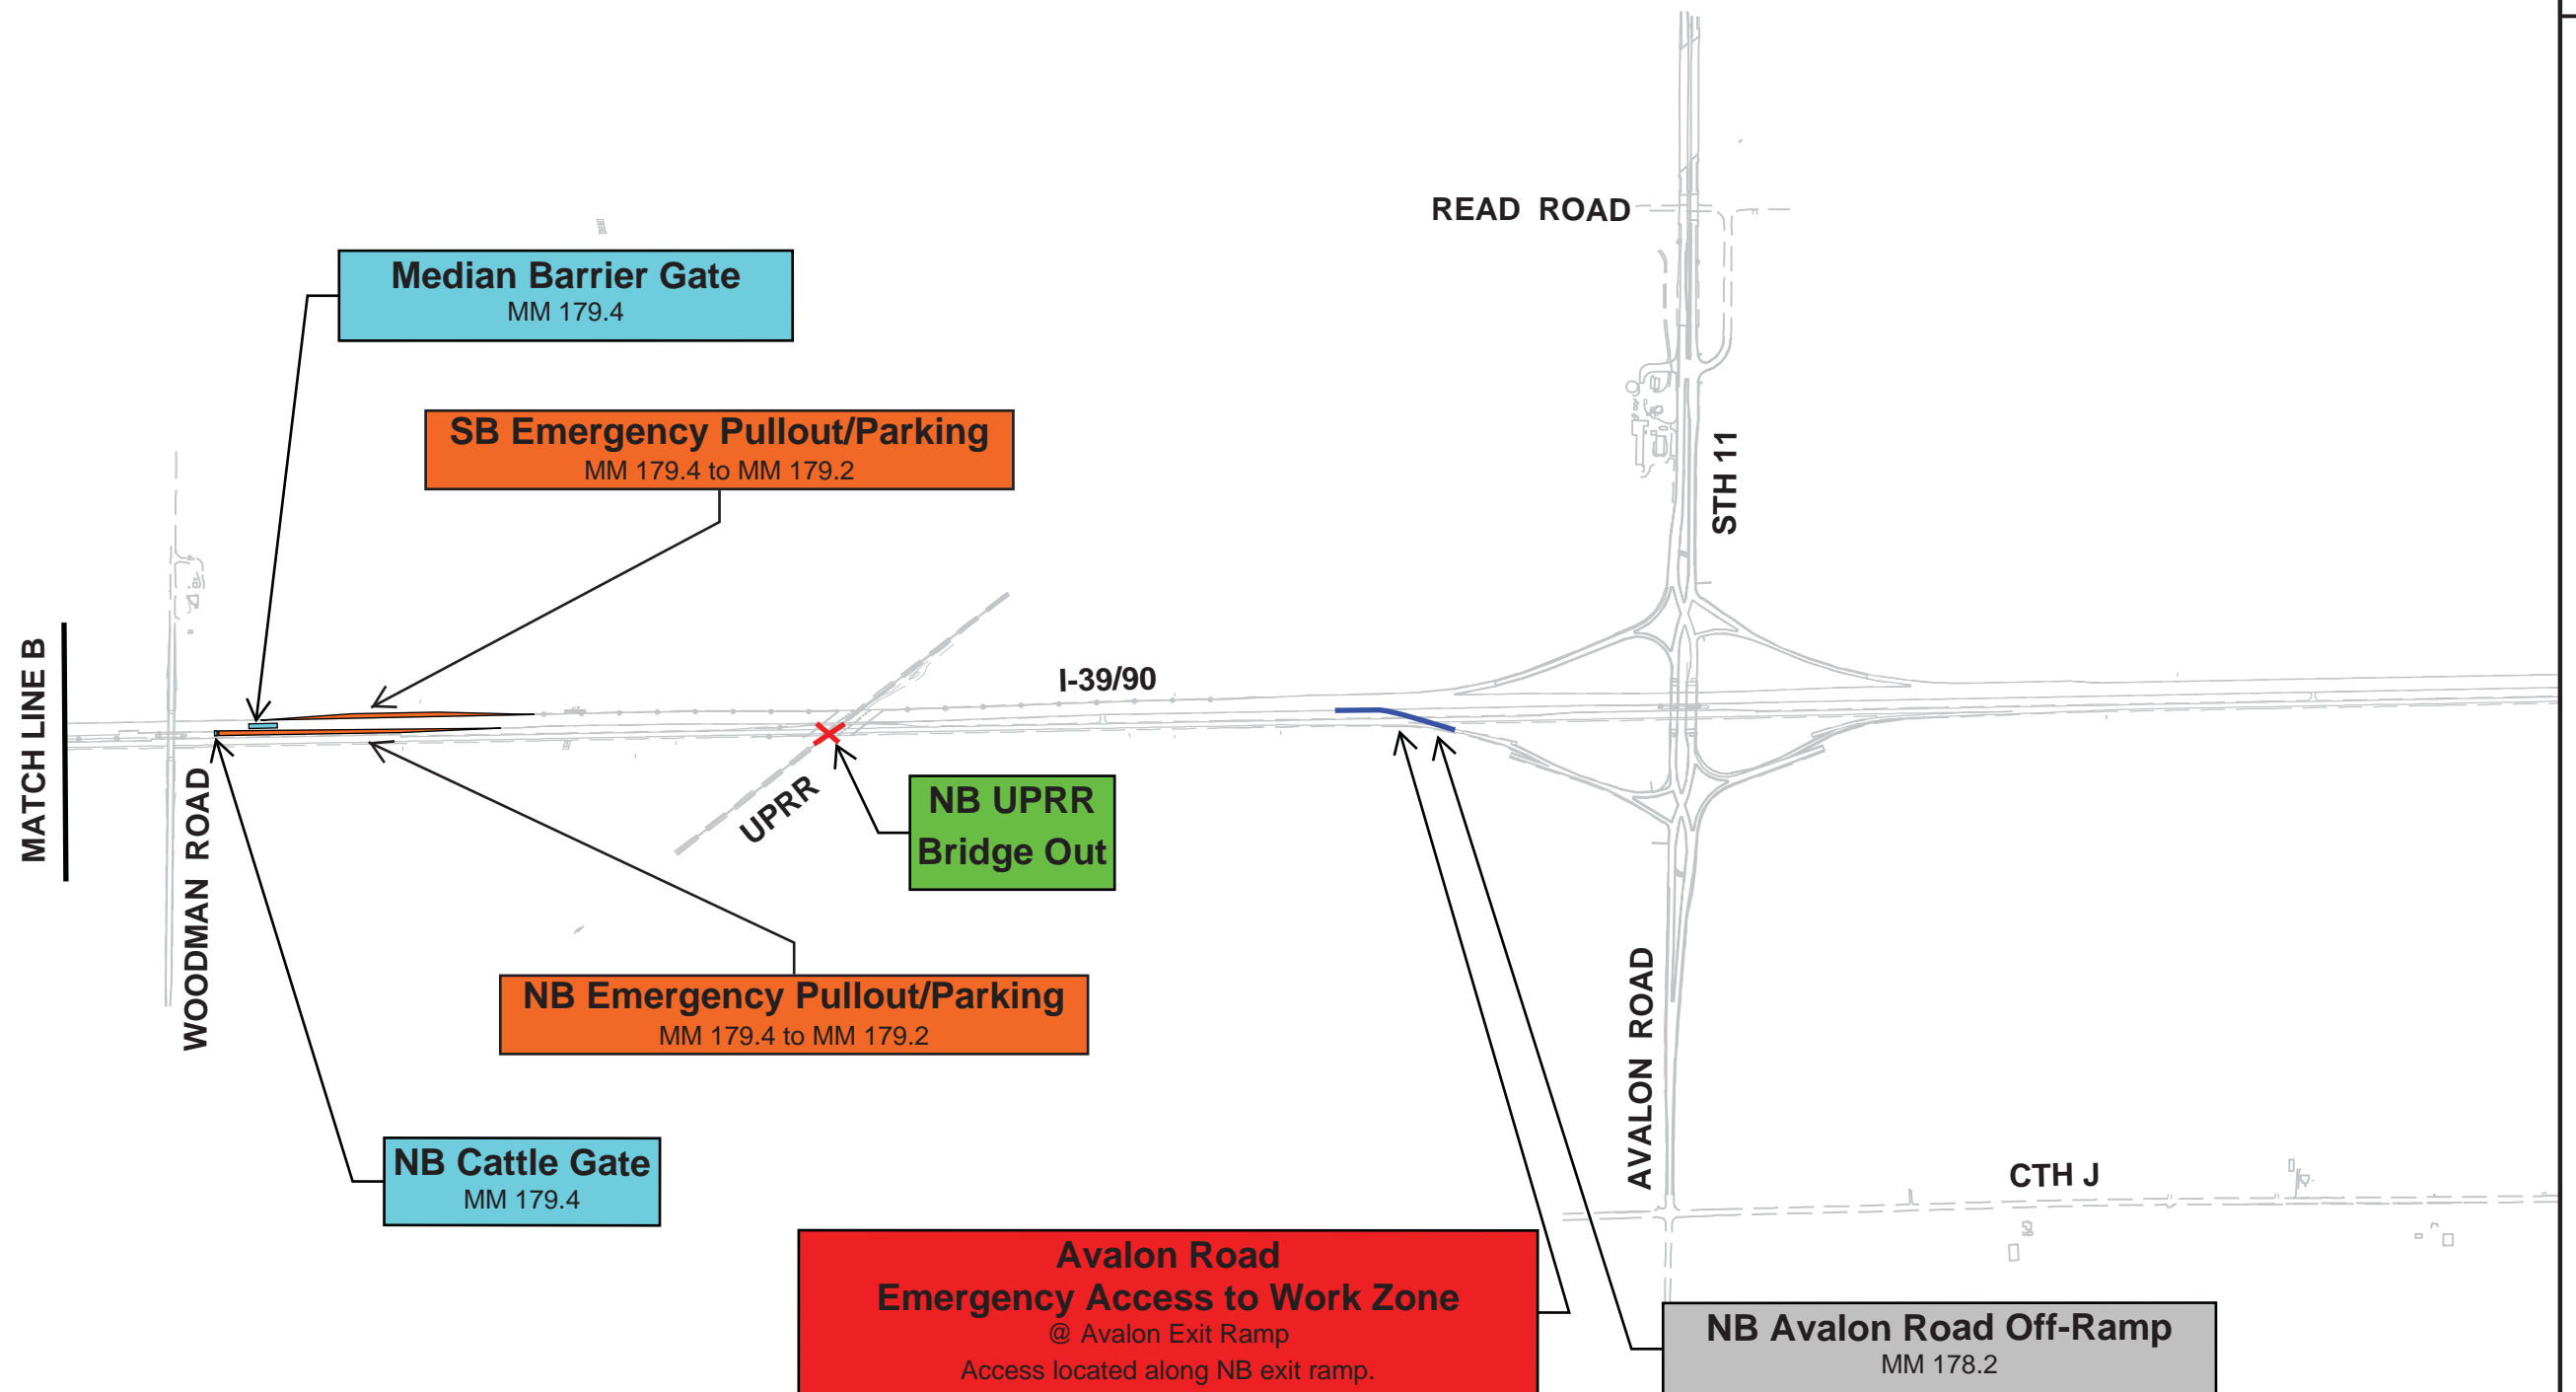 READ ROAD
Median Barrier Gate
MM 179.4
SB Emergency Pullout/Parking
MM 179.4 to MM 179.2
STH 11
MATCH LINE B
I-39/90
WOODMAN ROAD
UPRR
NB UPRR
Bridge Out
NB Emergency Pullout/Parking
MM 179.4 to MM 179.2
AVALON ROAD
NB Cattle Gate
MM 179.4
CTH J
Avalon Road
Emergency Access to Work Zone
@ Avalon Exit Ramp
Access located along NB exit ramp.
NB Avalon Road Off-Ramp
MM 178.2